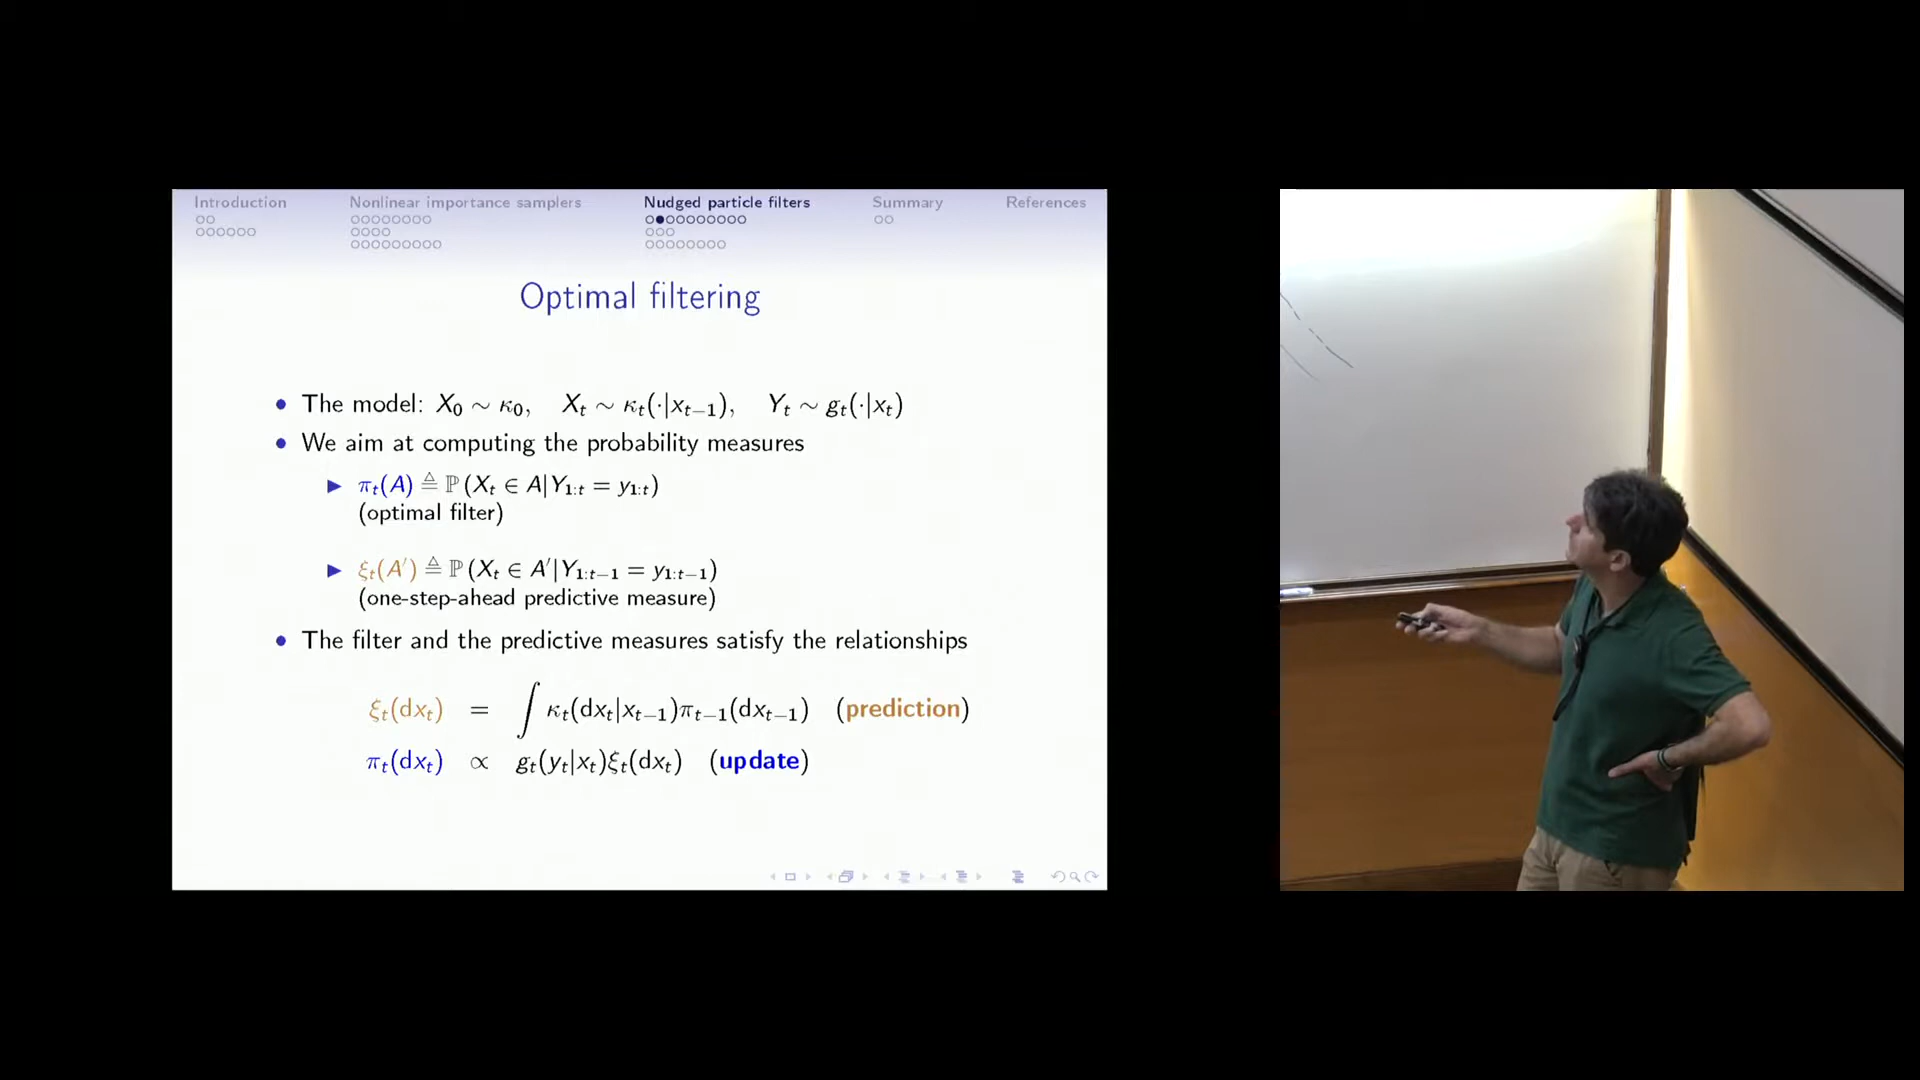 Introduction Nonlinear importance samplers Nudged particle filters Summary References
Optimal filtering
• The model: X₀ ∼ κ₀, Xₜ ∼ κₜ(·|xₜ₋₁), Yₜ ∼ gₜ(·|xₜ)
• We aim at computing the probability measures
▶ πₜ(A) ≜ ℙ (Xₜ ∈ A|Y₁:ₜ = y₁:ₜ)
(optimal filter)
▶ ξₜ(A′) ≜ ℙ (Xₜ ∈ A′|Y₁:ₜ₋₁ = y₁:ₜ₋₁)
(one-step-ahead predictive measure)
• The filter and the predictive measures satisfy the relationships
ξₜ(dxₜ) = ∫ κₜ(dxₜ|xₜ₋₁)πₜ₋₁(dxₜ₋₁) (prediction)
πₜ(dxₜ) ∝ gₜ(yₜ|xₜ)ξₜ(dxₜ) (update)